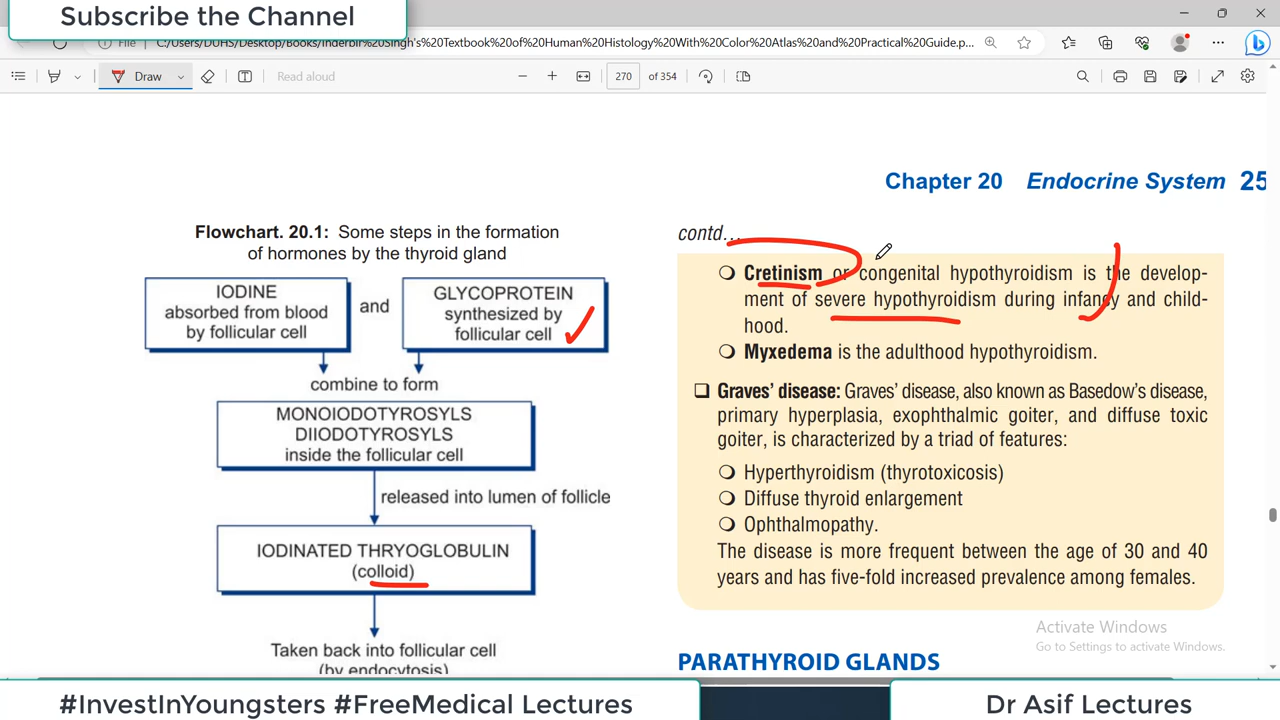 Subscribe the Channel
File
C:/Users/DUHS/Desktop/Books/Inderbir%20Singh's%20Textbook%20of%20Human%20Histology%20With%20Color%20Atlas%20and%20Practical%20Guide.p...
Draw
Read aloud
270 of 354
Chapter 20 Endocrine System 25
Flowchart. 20.1: Some steps in the formation
of hormones by the thyroid gland
IODINE
absorbed from blood
by follicular cell
and
GLYCOPROTEIN
synthesized by
follicular cell
combine to form
MONOIODOTYROSYLS
DIIODOTYROSYLS
inside the follicular cell
released into lumen of follicle
IODINATED THRYOGLOBULIN
(colloid)
Taken back into follicular cell
(by endocytosis)
contd...
Cretinism or congenital hypothyroidism is the develop-
ment of severe hypothyroidism during infancy and child-
hood.
Myxedema is the adulthood hypothyroidism.
Graves' disease: Graves' disease, also known as Basedow's disease,
primary hyperplasia, exophthalmic goiter, and diffuse toxic
goiter, is characterized by a triad of features:
Hyperthyroidism (thyrotoxicosis)
Diffuse thyroid enlargement
Ophthalmopathy.
The disease is more frequent between the age of 30 and 40
years and has five-fold increased prevalence among females.
PARATHYROID GLANDS
Activate Windows
Go to Settings to activate Windows.
#InvestInYoungsters #FreeMedical Lectures
Dr Asif Lectures